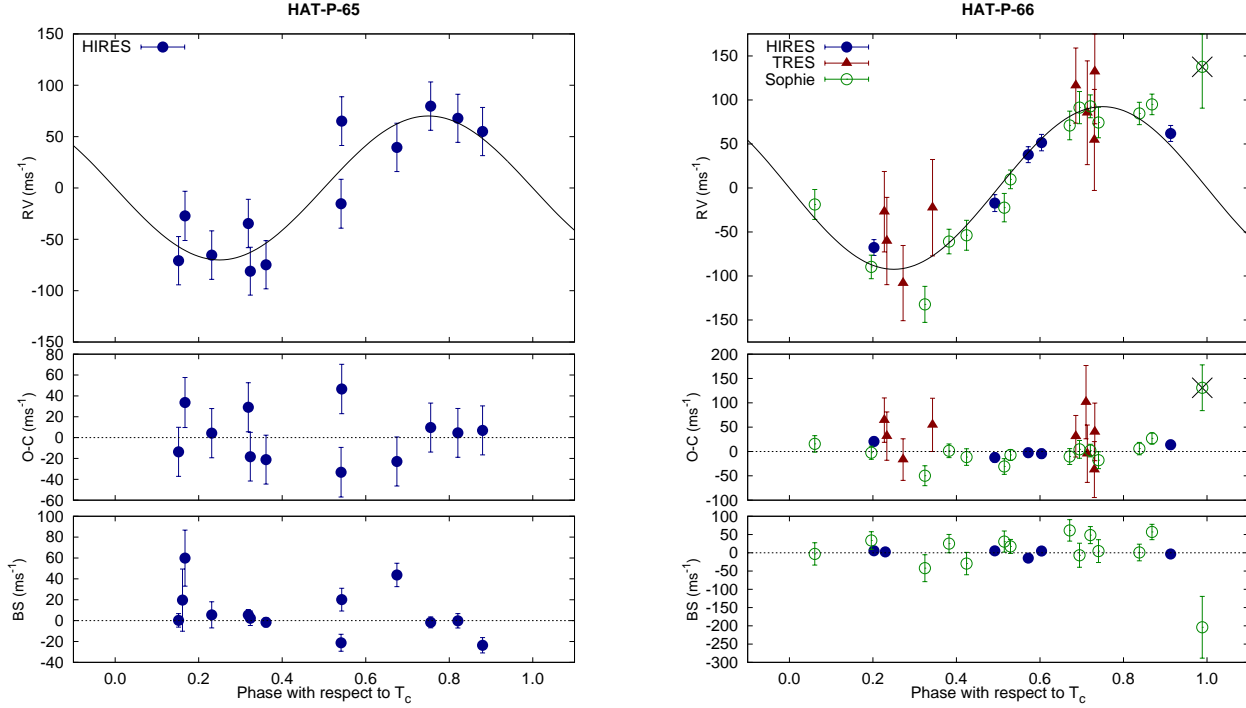 HAT-P-65
HIRES
RV (ms-1)
150
100
50
0
-50
-100
-150
O-C (ms-1)
80
60
40
20
0
-20
-40
-60
BS (ms-1)
100
80
60
40
20
0
-20
-40
0.0 0.2 0.4 0.6 0.8 1.0
Phase with respect to Tc
HAT-P-66
HIRES
TRES
Sophie
RV (ms-1)
150
100
50
0
-50
-100
-150
O-C (ms-1)
200
150
100
50
0
-50
-100
BS (ms-1)
100
50
0
-50
-100
-150
-200
-250
-300
0.0 0.2 0.4 0.6 0.8 1.0
Phase with respect to Tc